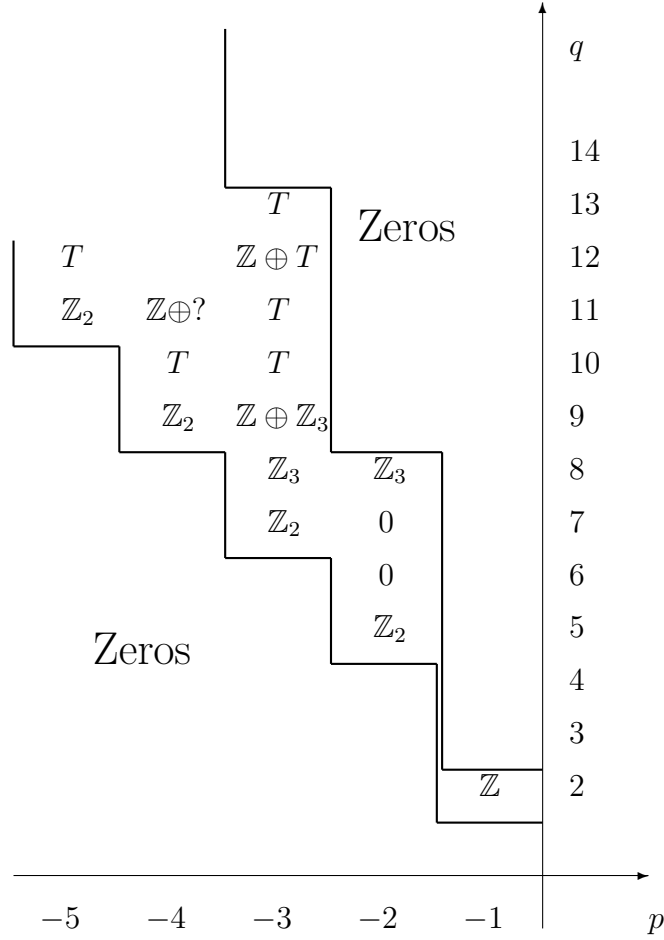 q
14
T 13
Zeros
T ℤ ⊕ T 12
ℤ₂ ℤ⊕? T 11
T T 10
ℤ₂ ℤ ⊕ ℤ₃ 9
ℤ₃ ℤ₃ 8
ℤ₂ 0 7
0 6
ℤ₂ 5
Zeros
4
3
ℤ 2
−5 −4 −3 −2 −1 p